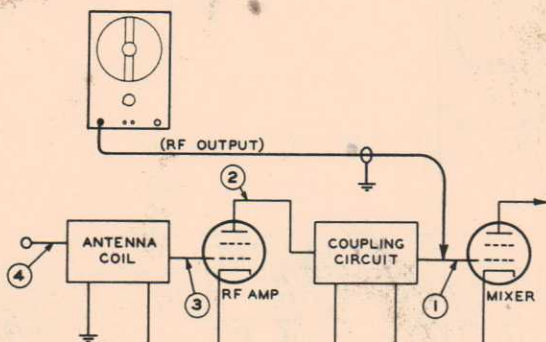 (RF OUTPUT)
2
ANTENNA
COIL
COUPLING
CIRCUIT
4
3
RF AMP
1
MIXER